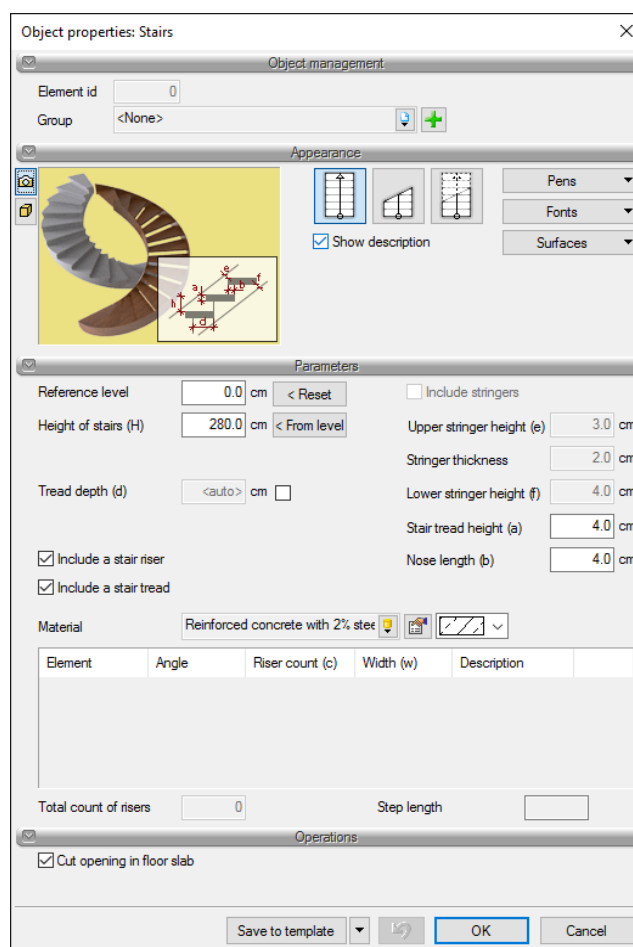 Object properties: Stairs
Object management
Element id 0
Group <None>
Appearance
Pens
Fonts
Show description Surfaces
e
a b f
h
d
Parameters
Reference level 0.0 cm < Reset Include stringers
Height of stairs (H) 280.0 cm < From level Upper stringer height (e) 3.0 cm
Stringer thickness 2.0 cm
Tread depth (d) <auto> cm Lower stringer height (f) 4.0 cm
Stair tread height (a) 4.0 cm
Include a stair riser Nose length (b) 4.0 cm
Include a stair tread
Material Reinforced concrete with 2% stee
Element Angle Riser count (c) Width (w) Description
Total count of risers 0 Step length
Operations
Cut opening in floor slab
Save to template OK Cancel